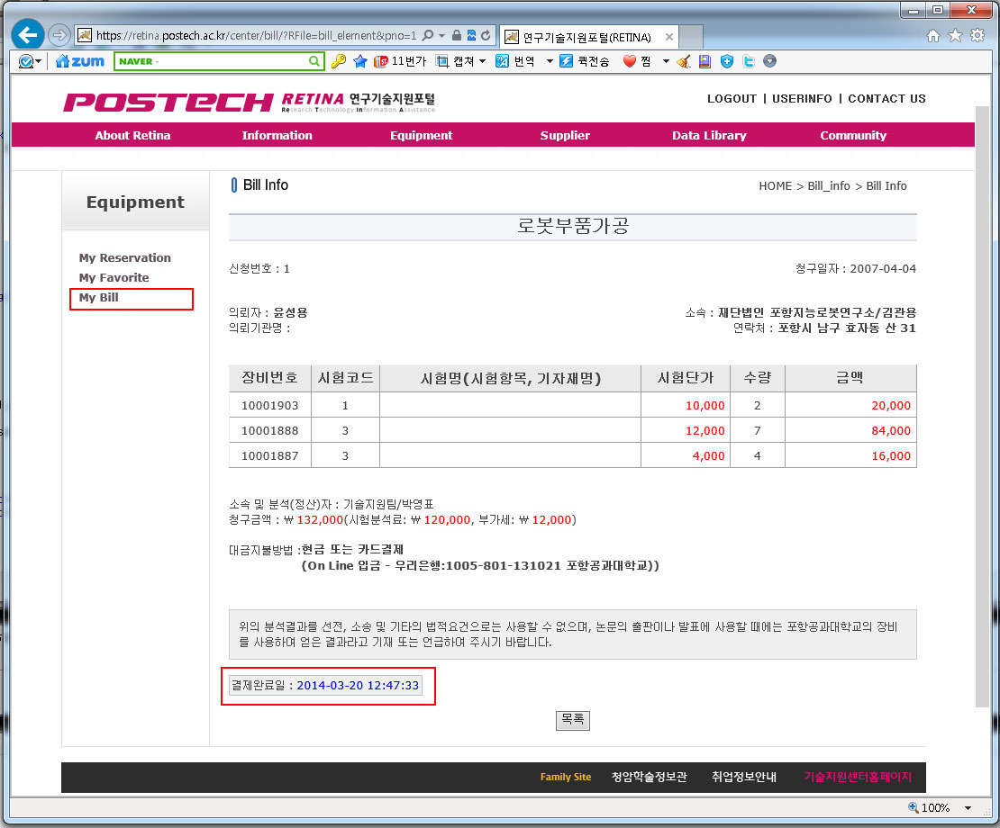 https://retina.postech.ac.kr/center/bill/?RFile=bill_element&pno=1
연구기술지원포털(RETINA)
zum NAVER 11번가 캡쳐 번역 퀵전송 찜
POSTECH RETINA 연구기술지원포털
Research Technology Information Assistance
LOGOUT | USERINFO | CONTACT US
About Retina Information Equipment Supplier Data Library Community
Equipment
My Reservation
My Favorite
My Bill
Bill Info
HOME > Bill_info > Bill Info
로봇부품가공
신청번호 : 1 청구일자 : 2007-04-04
의뢰자 : 윤성용 소속 : 재단법인 포항지능로봇연구소/김관용
의뢰기관명 : 연락처 : 포항시 남구 효자동 산 31
장비번호 시험코드 시험명(시험항목, 기자재명) 시험단가 수량 금액
10001903 1 10,000 2 20,000
10001888 3 12,000 7 84,000
10001887 3 4,000 4 16,000
소속 및 분석(정산)자 : 기술지원팀/박영표
청구금액 : ₩ 132,000(시험분석료: ₩ 120,000, 부가세: ₩ 12,000)
대금지불방법 :현금 또는 카드결제
(On Line 입금 - 우리은행:1005-801-131021 포항공과대학교))
위의 분석결과를 선전, 소송 및 기타의 법적요건으로는 사용할 수 없으며, 논문의 출판이나 발표에 사용할 때에는 포항공과대학교의 장비
를 사용하여 얻은 결과라고 기재 또는 언급하여 주시기 바랍니다.
결제완료일 : 2014-03-20 12:47:33
목록
Family Site 청암학술정보관 취업정보안내 기술지원센터홈페이지
100%